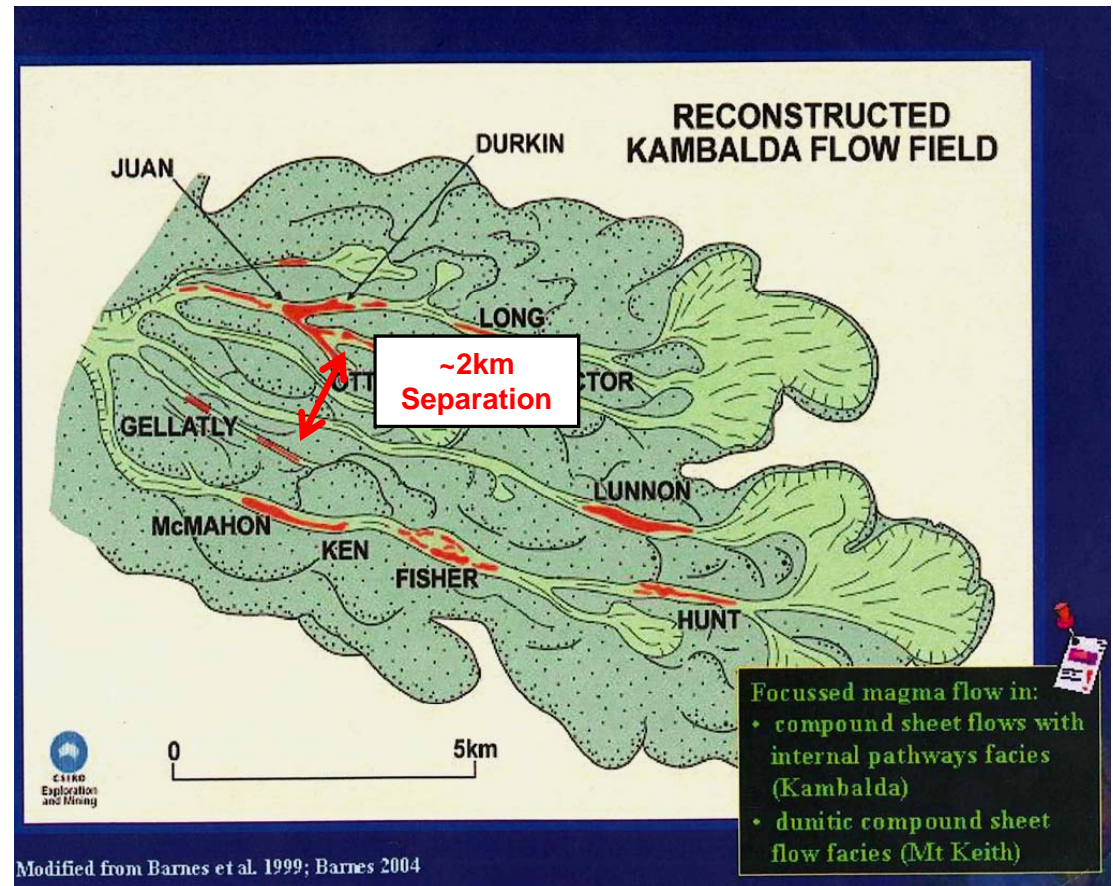 RECONSTRUCTED
KAMBALDA FLOW FIELD
DURKIN
JUAN
LONG
~2km
Separation
OTT
CTOR
GELLATLY
LUNNON
McMAHON
KEN
FISHER
HUNT
Focussed magma flow in:
• compound sheet flows with
internal pathways facies
(Kambalda)
• dunitic compound sheet
flow facies (Mt Keith)
0
5km
CSIRO
Exploration
and Mining
Modified from Barnes et al. 1999; Barnes 2004